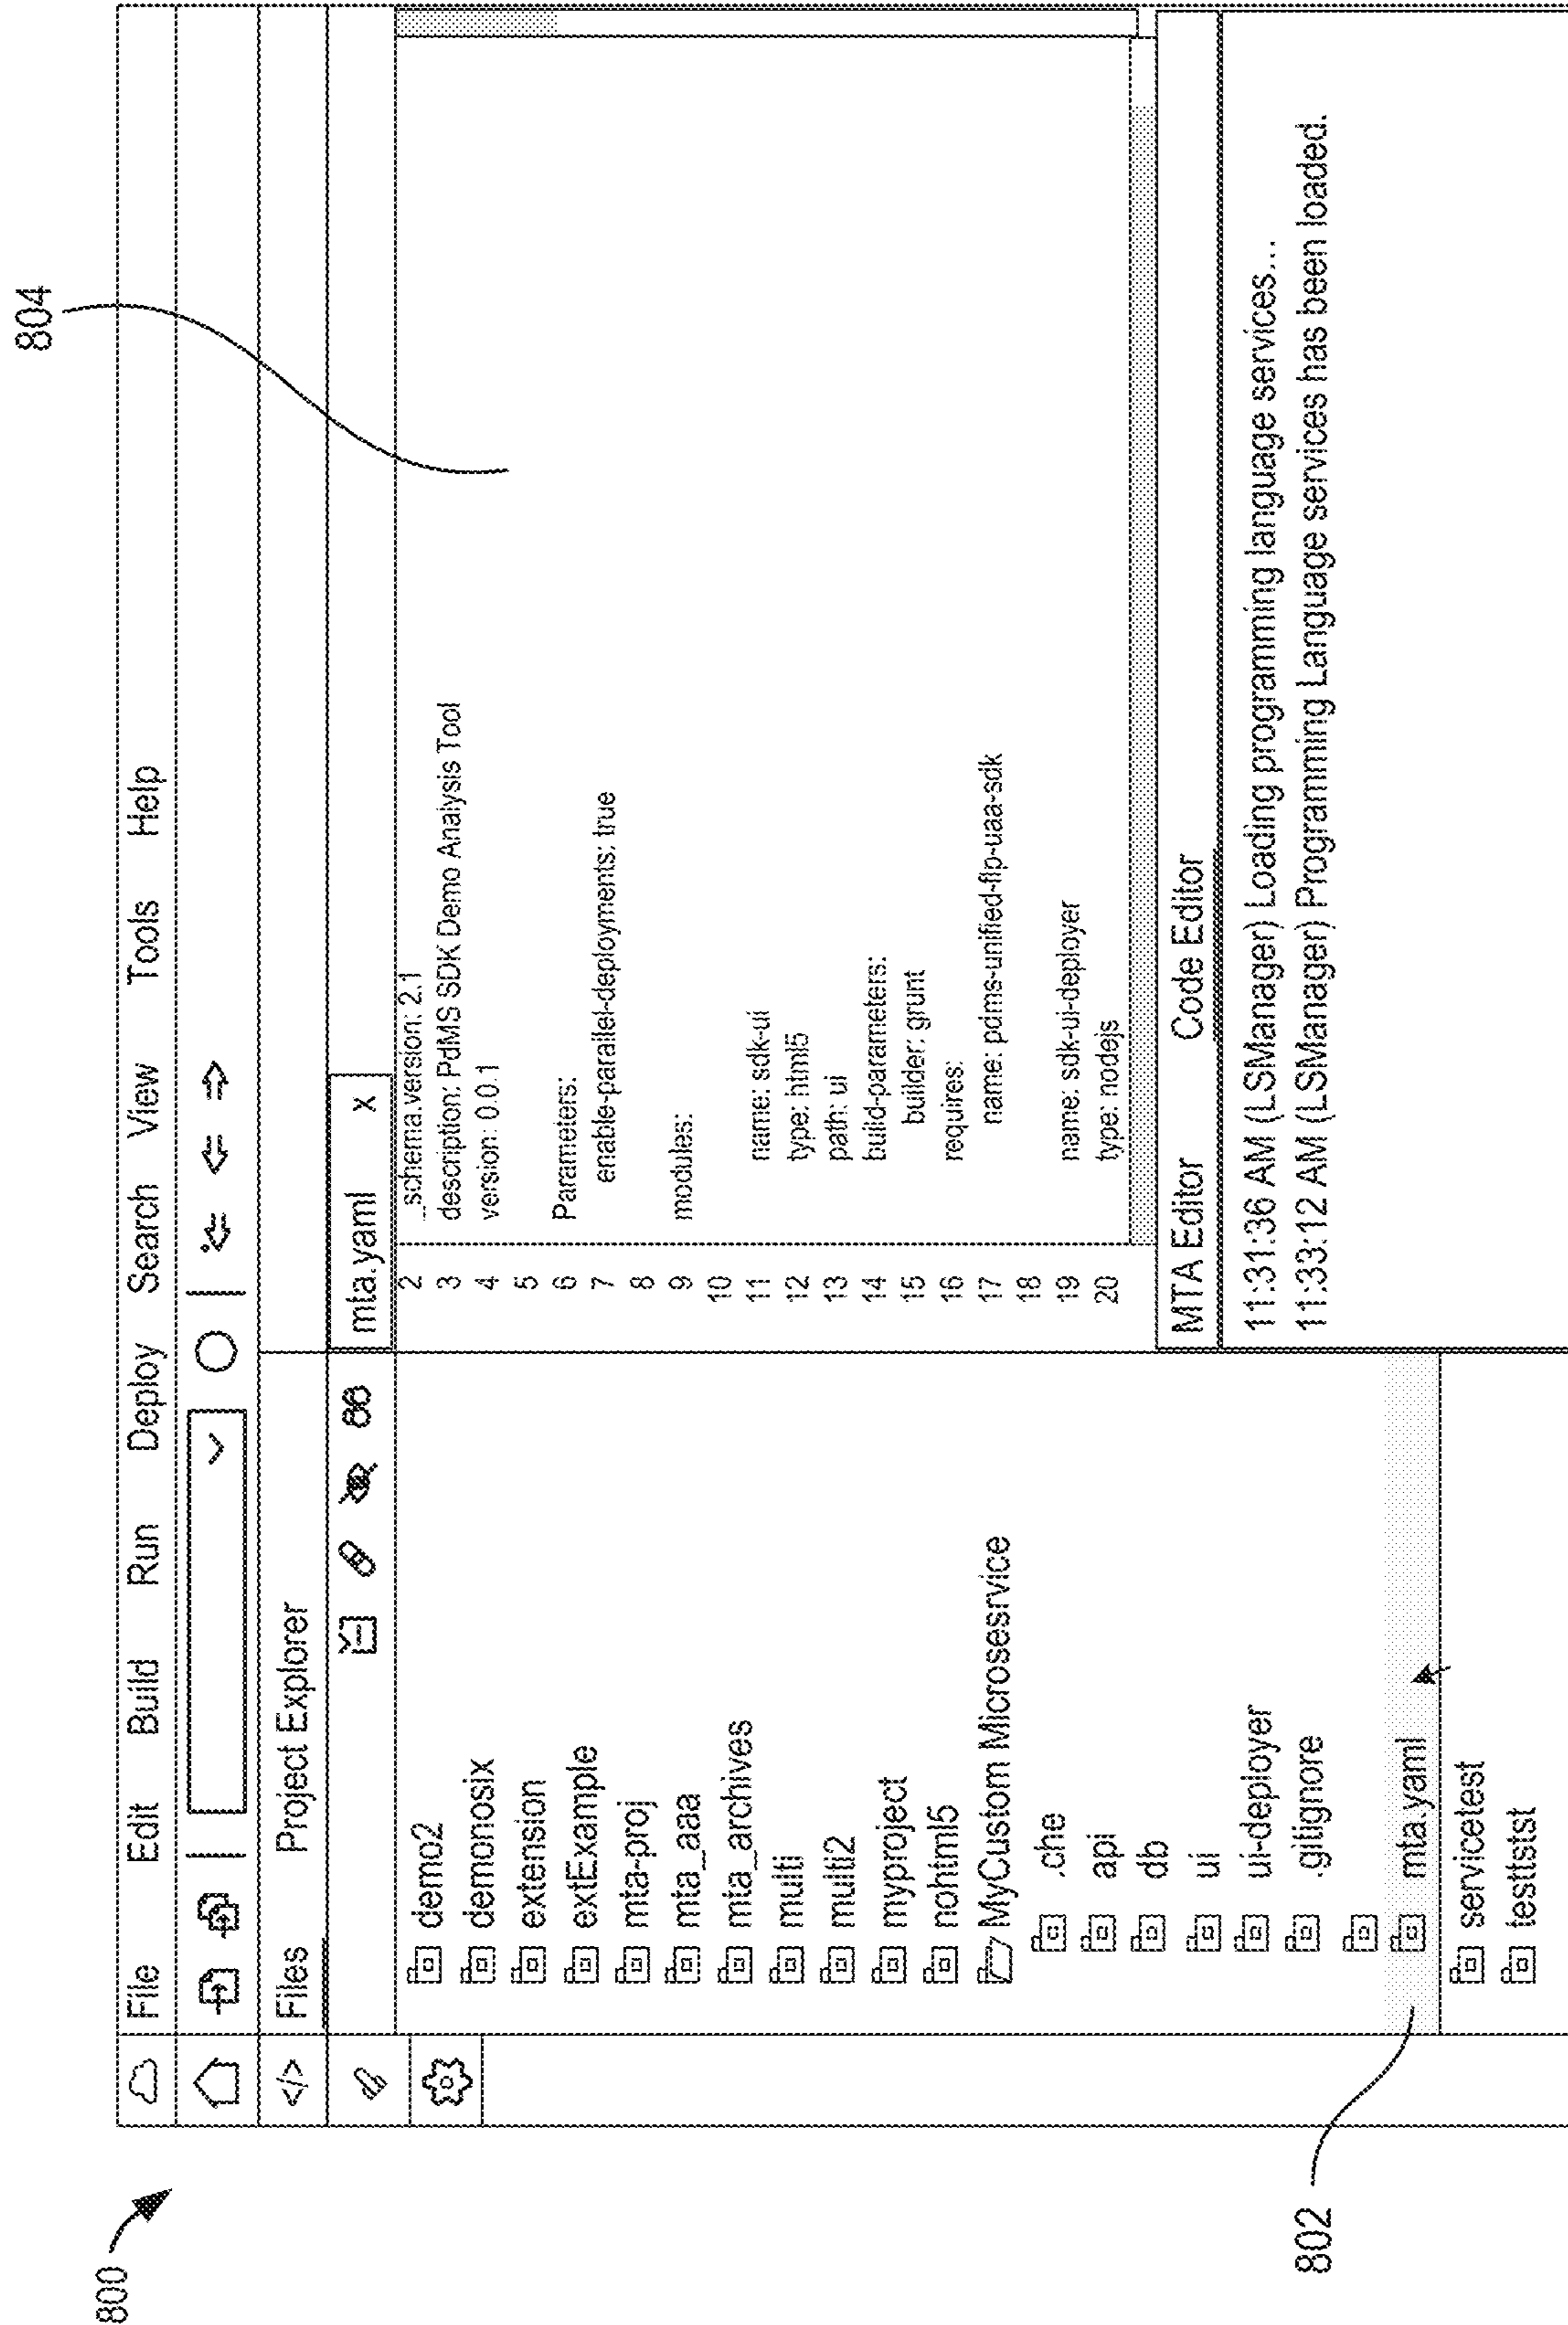 800
804
File Edit Build Run Deploy Search View Tools Help
</> Files Project Explorer
mta.yaml x
demo2
demonosix
extension
extExample
mta-proj
mta_aaa
mta_archives
multi
multi2
myproject
nohtml5
MyCustom Microsesrvice
.che
api
db
ui
ui-deployer
.gitignore
mta.yaml
servicetest
testtstst
802
2 _schema.version: 2.1
3 description: PdMS SDK Demo Analysis Tool
4 version: 0.0.1
5
6 Parameters:
7 enable-parallel-deployments: true
8
9 modules:
10
11 name: sdk-ui
12 type: html5
13 path: ui
14 build-parameters:
15 builder: grunt
16 requires:
17 name: pdms-unified-flp-uaa-sdk
18
19 name: sdk-ui-deployer
20 type: nodejs
MTA Editor Code Editor
11:31:36 AM (LSManager) Loading programming language services...
11:33:12 AM (LSManager) Programming Language services has been loaded.